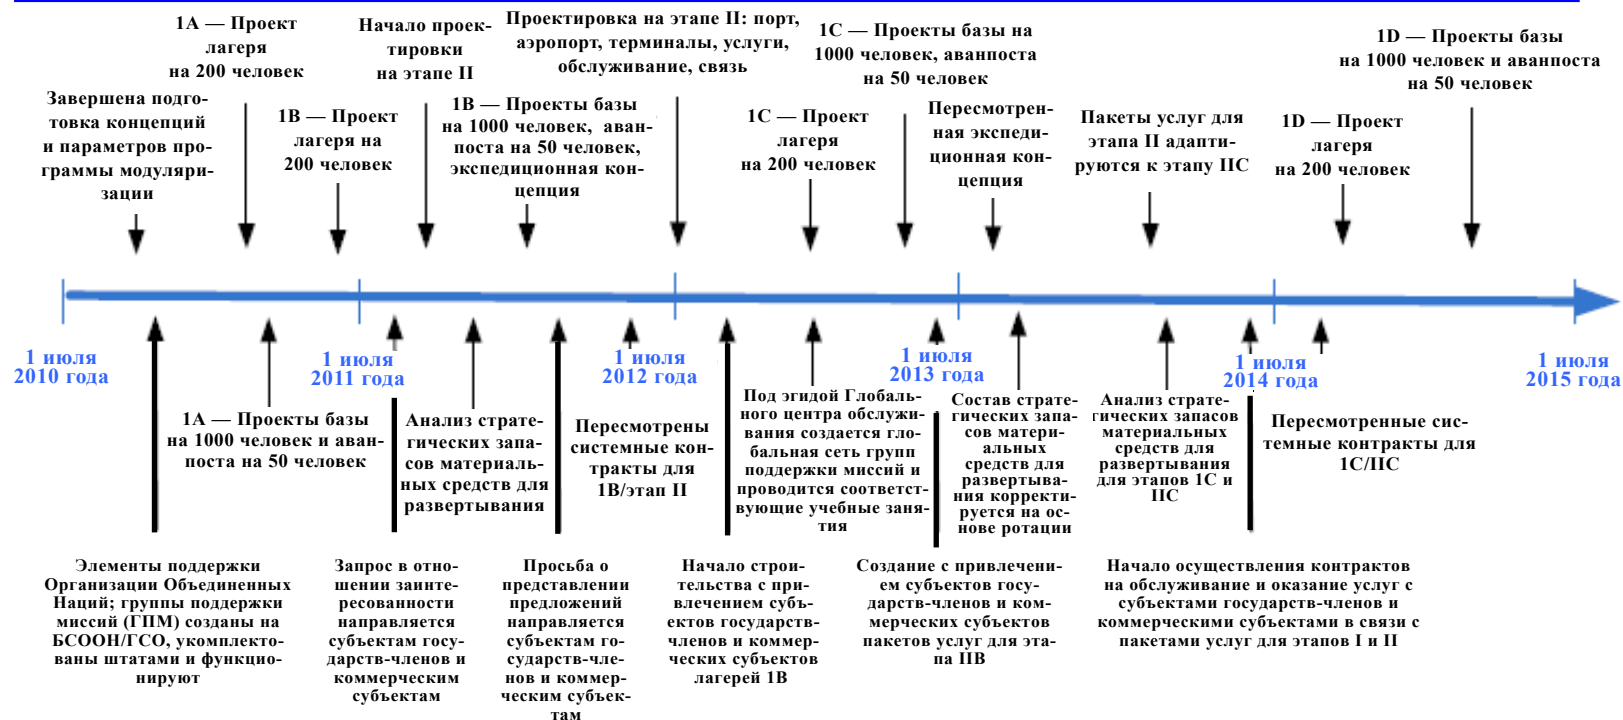 1A — Проект
лагеря
на 200 человек
Начало проек-
тировки
на этапе II
Проектировка на этапе II: порт,
аэропорт, терминалы, услуги,
обслуживание, связь
1C — Проекты базы на
1000 человек, аванпоста
на 50 человек
1D — Проекты базы
на 1000 человек и аванпоста
на 50 человек
Завершена подго-
товка концепций
и параметров про-
граммы модуляри-
зации
1B — Проект
лагеря на
200 человек
1B — Проекты базы
на 1000 человек, аван-
поста на 50 человек,
экспедиционная кон-
цепция
1C — Проект
лагеря
на 200 человек
Пересмотрен-
ная экспеди-
ционная кон-
цепция
Пакеты услуг для
этапа II адапти-
руются к этапу IIC
1D — Проект
лагеря
на 200 человек
1 июля
2010 года
1 июля
2011 года
1 июля
2012 года
1 июля
2013 года
1 июля
2014 года
1 июля
2015 года
1A — Проекты базы
на 1000 человек и аван-
поста на 50 человек
Анализ страте-
гических запа-
сов материаль-
ных средств для
развертывания
Пересмотрены
системные кон-
тракты для
1B/этап II
Под эгидой Глобаль-
ного центра обслужи-
вания создается гло-
бальная сеть групп
поддержки миссий и
проводится соответст-
вующие учебные заня-
тия
Состав страте-
гических запа-
сов матери-
альных
средств для
развертыва-
ния корректи-
руется на ос-
нове ротации
Анализ страте-
гических запасов
материальных
средств для
развертывания
для этапов 1C и
IIC
Пересмотренные сис-
темные контракты для
1C/IIC
Элементы поддержки
Организации Объединенных
Наций; группы поддержки
миссий (ГПМ) созданы на
БСООН/ГСО, укомплекто-
ваны штатами и функцио-
нируют
Запрос в отно-
шении заинте-
ресованности
направляется
субъектам госу-
дарств-членов и
коммерческим
субъектам
Просьба о
представлении
предложений
направляется
субъектам го-
сударств-чле-
нов и коммер-
ческим субъек-
там
Начало строи-
тельства с при-
влечением субъ-
ектов государств-
членов и коммер-
ческих субъектов
лагерей 1B
Создание с привлечени-
ем субъектов госу-
дарств-членов и ком-
мерческих субъектов
пакетов услуг для эта-
па IIB
Начало осуществления контрактов
на обслуживание и оказание услуг с
субъектами государств-членов и
коммерческими субъектами в связи с
пакетами услуг для этапов I и II